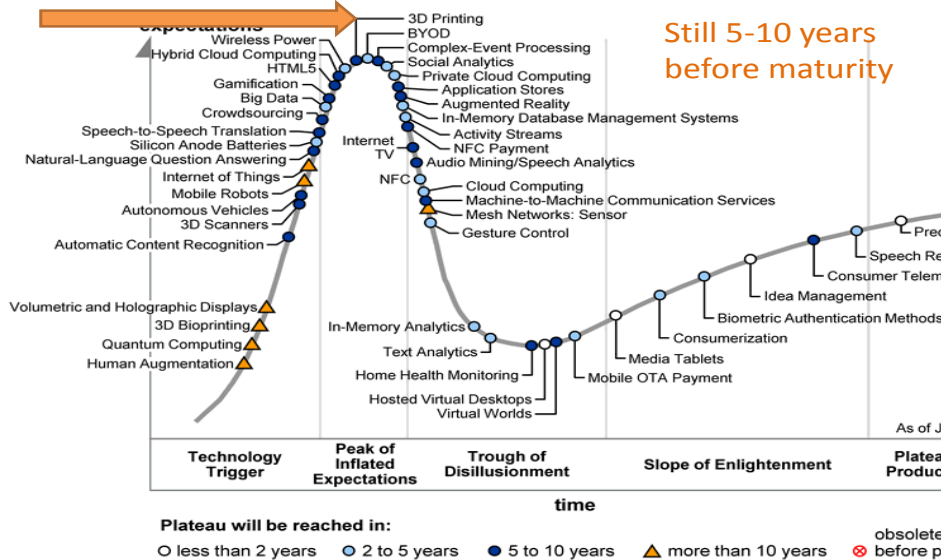 expectations
Still 5-10 years
before maturity
3D Printing
BYOD
Wireless Power
Complex-Event Processing
Hybrid Cloud Computing
Social Analytics
HTML5
Private Cloud Computing
Gamification
Application Stores
Big Data
Augmented Reality
Crowdsourcing
In-Memory Database Management Systems
Speech-to-Speech Translation
Activity Streams
Silicon Anode Batteries
NFC Payment
Natural-Language Question Answering
Internet
TV
Audio Mining/Speech Analytics
Internet of Things
NFC
Mobile Robots
Cloud Computing
Autonomous Vehicles
Machine-to-Machine Communication Services
3D Scanners
Mesh Networks: Sensor
Automatic Content Recognition
Gesture Control
Pred
Speech Re
Consumer Telem
Idea Management
Biometric Authentication Methods
Consumerization
Media Tablets
Mobile OTA Payment
Volumetric and Holographic Displays
3D Bioprinting
Quantum Computing
Human Augmentation
In-Memory Analytics
Text Analytics
Home Health Monitoring
Hosted Virtual Desktops
Virtual Worlds
As of J
Technology
Trigger
Peak of
Inflated
Expectations
Trough of
Disillusionment
Slope of Enlightenment
Platea
Produc
time
Plateau will be reached in:
less than 2 years
2 to 5 years
5 to 10 years
more than 10 years
obsolete
before p